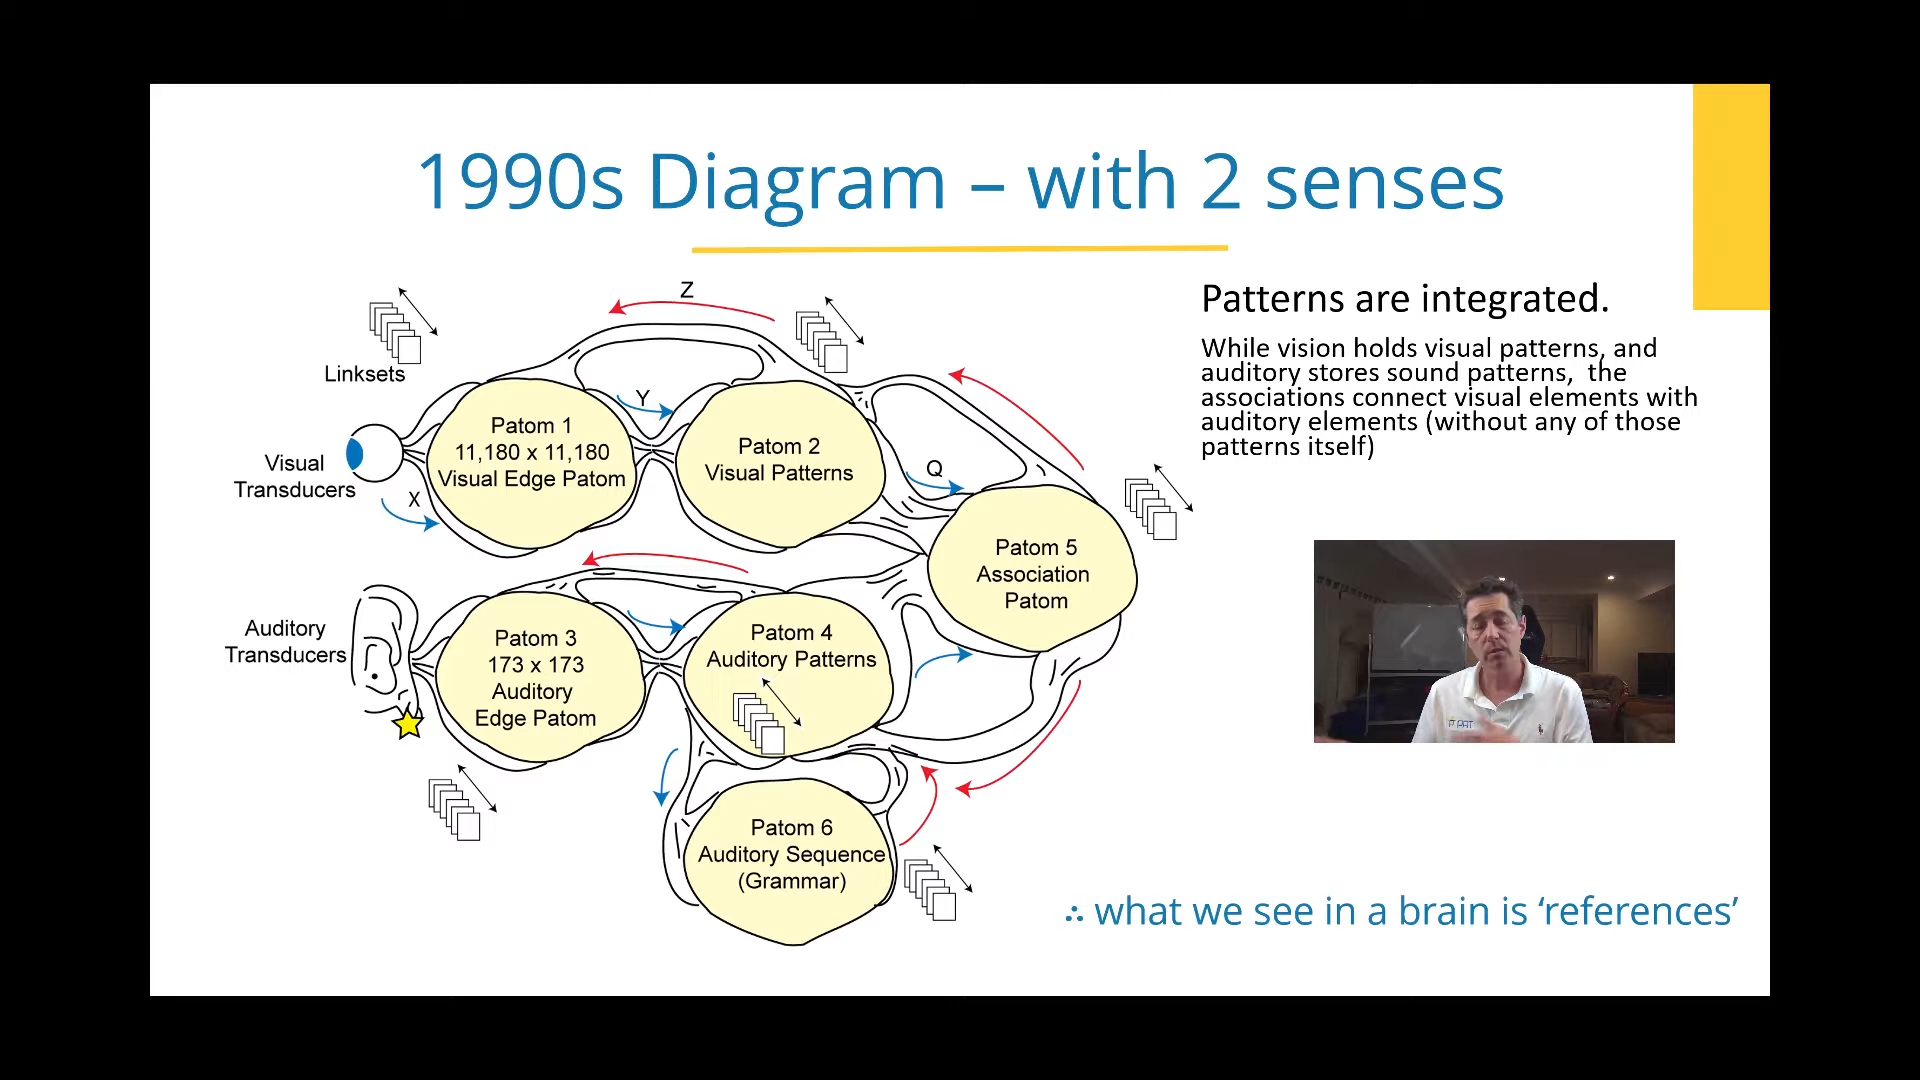 1990s Diagram – with 2 senses
Z
Patterns are integrated.
While vision holds visual patterns, and
auditory stores sound patterns,  the
associations connect visual elements with
auditory elements (without any of those
patterns itself)
Linksets
Y
Patom 1
11,180 x 11,180
Visual Edge Patom
Patom 2
Visual Patterns
Q
Visual
Transducers
X
Patom 5
Association
Patom
Auditory
Transducers
Patom 3
173 x 173
Auditory
Edge Patom
Patom 4
Auditory Patterns
PAT
Patom 6
Auditory Sequence
(Grammar)
∴ what we see in a brain is ‘references’